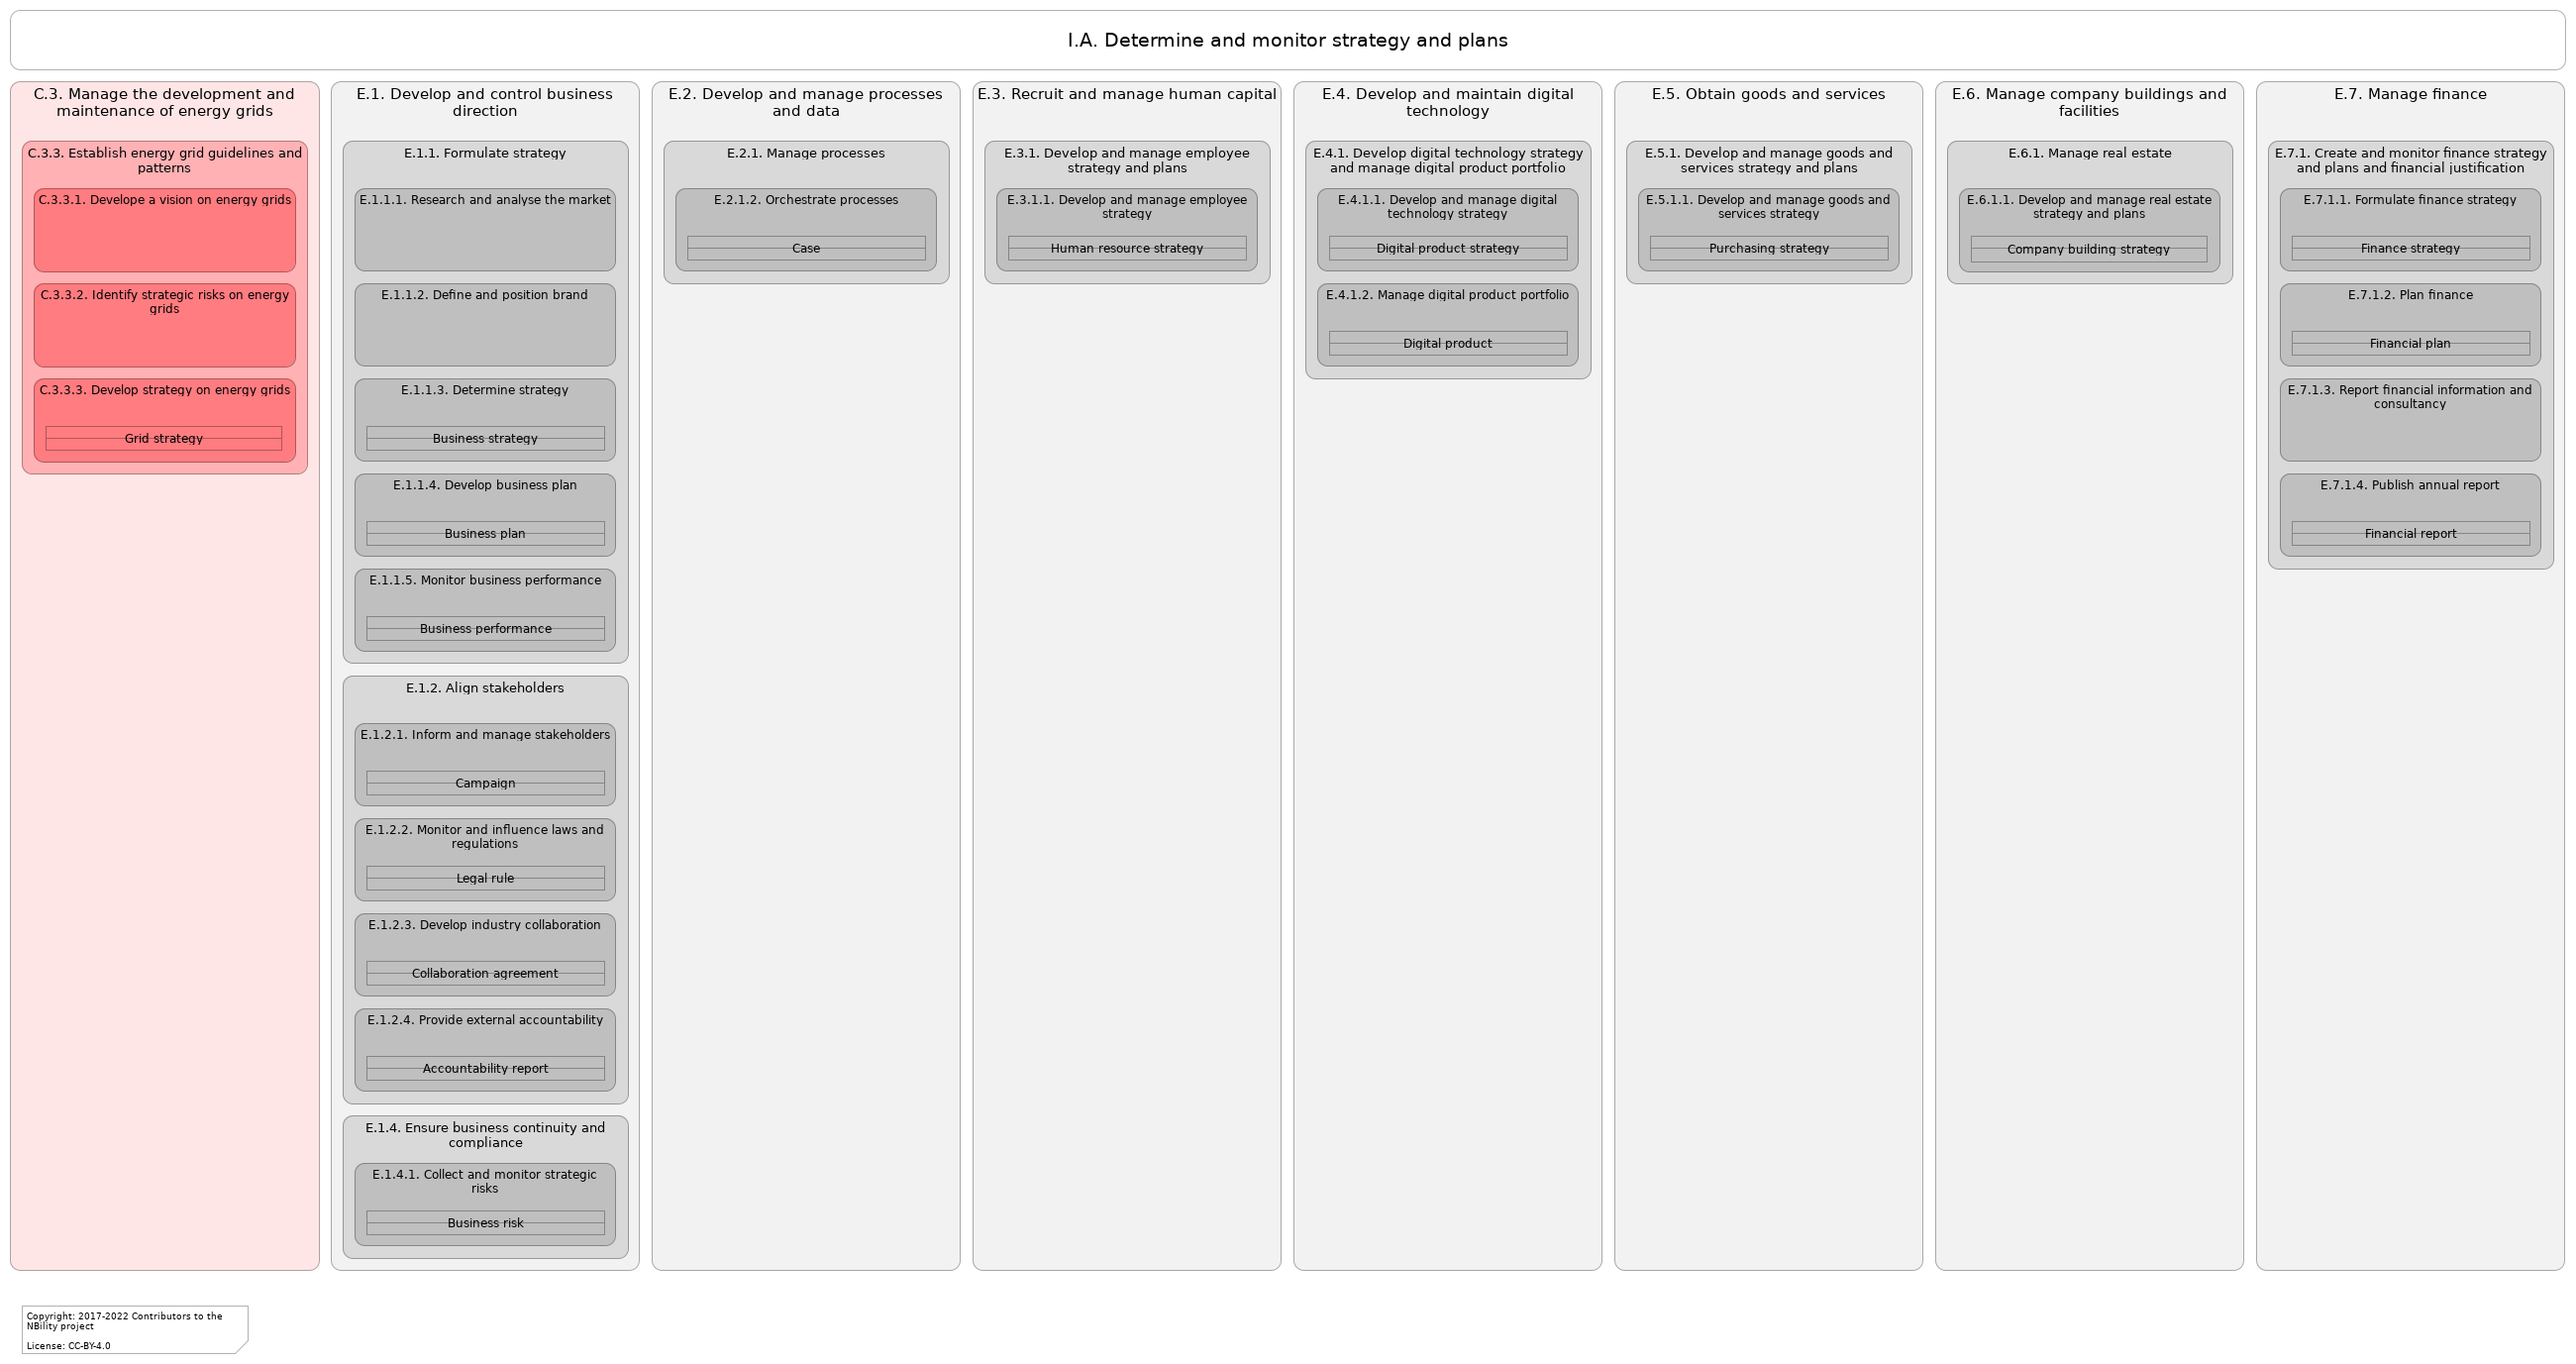 I.A. Determine and monitor strategy and plans
C.3. Manage the development and
maintenance of energy grids
C.3.3. Establish energy grid guidelines and
patterns
C.3.3.1. Develope a vision on energy grids
C.3.3.2. Identify strategic risks on energy
grids
C.3.3.3. Develop strategy on energy grids
Grid strategy
E.1. Develop and control business
direction
E.1.1. Formulate strategy
E.1.1.1. Research and analyse the market
E.1.1.2. Define and position brand
E.1.1.3. Determine strategy
Business strategy
E.1.1.4. Develop business plan
Business plan
E.1.1.5. Monitor business performance
Business performance
E.1.2. Align stakeholders
E.1.2.1. Inform and manage stakeholders
Campaign
E.1.2.2. Monitor and influence laws and
regulations
Legal rule
E.1.2.3. Develop industry collaboration
Collaboration agreement
E.1.2.4. Provide external accountability
Accountability report
E.1.4. Ensure business continuity and
compliance
E.1.4.1. Collect and monitor strategic
risks
Business risk
E.2. Develop and manage processes
and data
E.2.1. Manage processes
E.2.1.2. Orchestrate processes
Case
E.3. Recruit and manage human capital
E.3.1. Develop and manage employee
strategy and plans
E.3.1.1. Develop and manage employee
strategy
Human resource strategy
E.4. Develop and maintain digital
technology
E.4.1. Develop digital technology strategy
and manage digital product portfolio
E.4.1.1. Develop and manage digital
technology strategy
Digital product strategy
E.4.1.2. Manage digital product portfolio
Digital product
E.5. Obtain goods and services
E.5.1. Develop and manage goods and
services strategy and plans
E.5.1.1. Develop and manage goods and
services strategy
Purchasing strategy
E.6. Manage company buildings and
facilities
E.6.1. Manage real estate
E.6.1.1. Develop and manage real estate
strategy and plans
Company building strategy
E.7. Manage finance
E.7.1. Create and monitor finance strategy
and plans and financial justification
E.7.1.1. Formulate finance strategy
Finance strategy
E.7.1.2. Plan finance
Financial plan
E.7.1.3. Report financial information and
consultancy
E.7.1.4. Publish annual report
Financial report
Copyright: 2017-2022 Contributors to the
NBility project
License: CC-BY-4.0